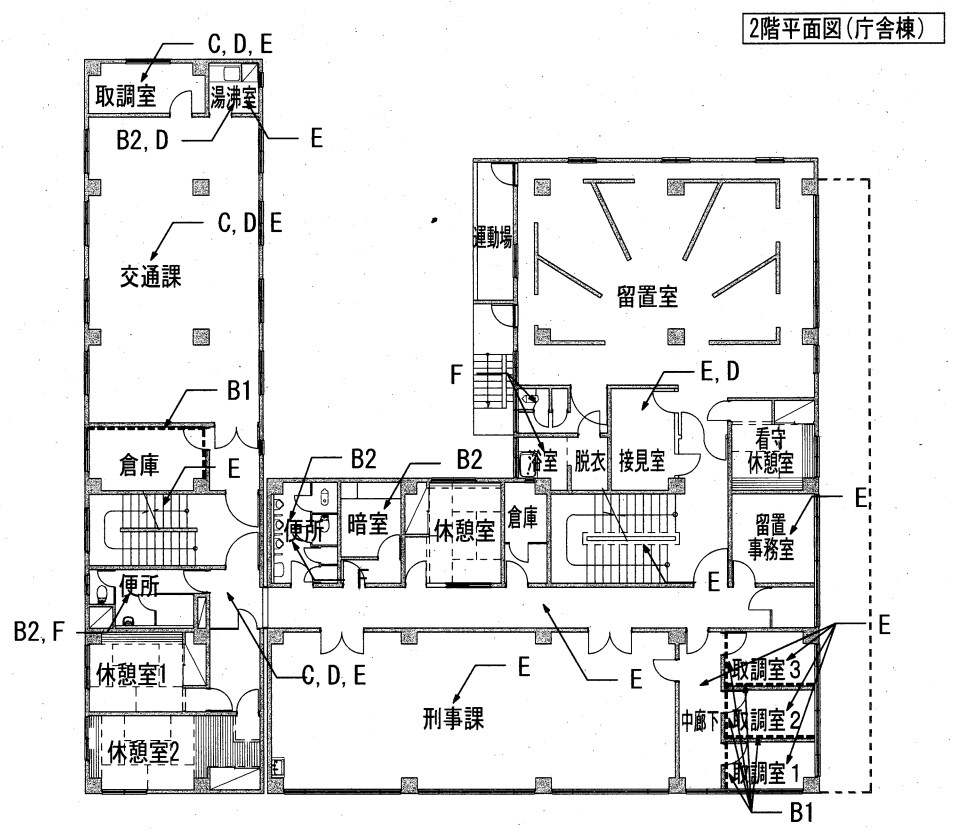 2階平面図(庁舎棟)
C, D, E
取調室
湯沸室
B2, D
E
C, D, E
交通課
運動場
留置室
F
E, D
B1
倉庫
E
浴室
脱衣
接見室
看守
休憩室
B2
B2
便所
暗室
休憩室
倉庫
E
留置
事務室
便所
F
E
B2, F
休憩室1
C, D, E
E
刑事課
E
中廊下
取調室3
E
取調室2
休憩室2
取調室1
B1